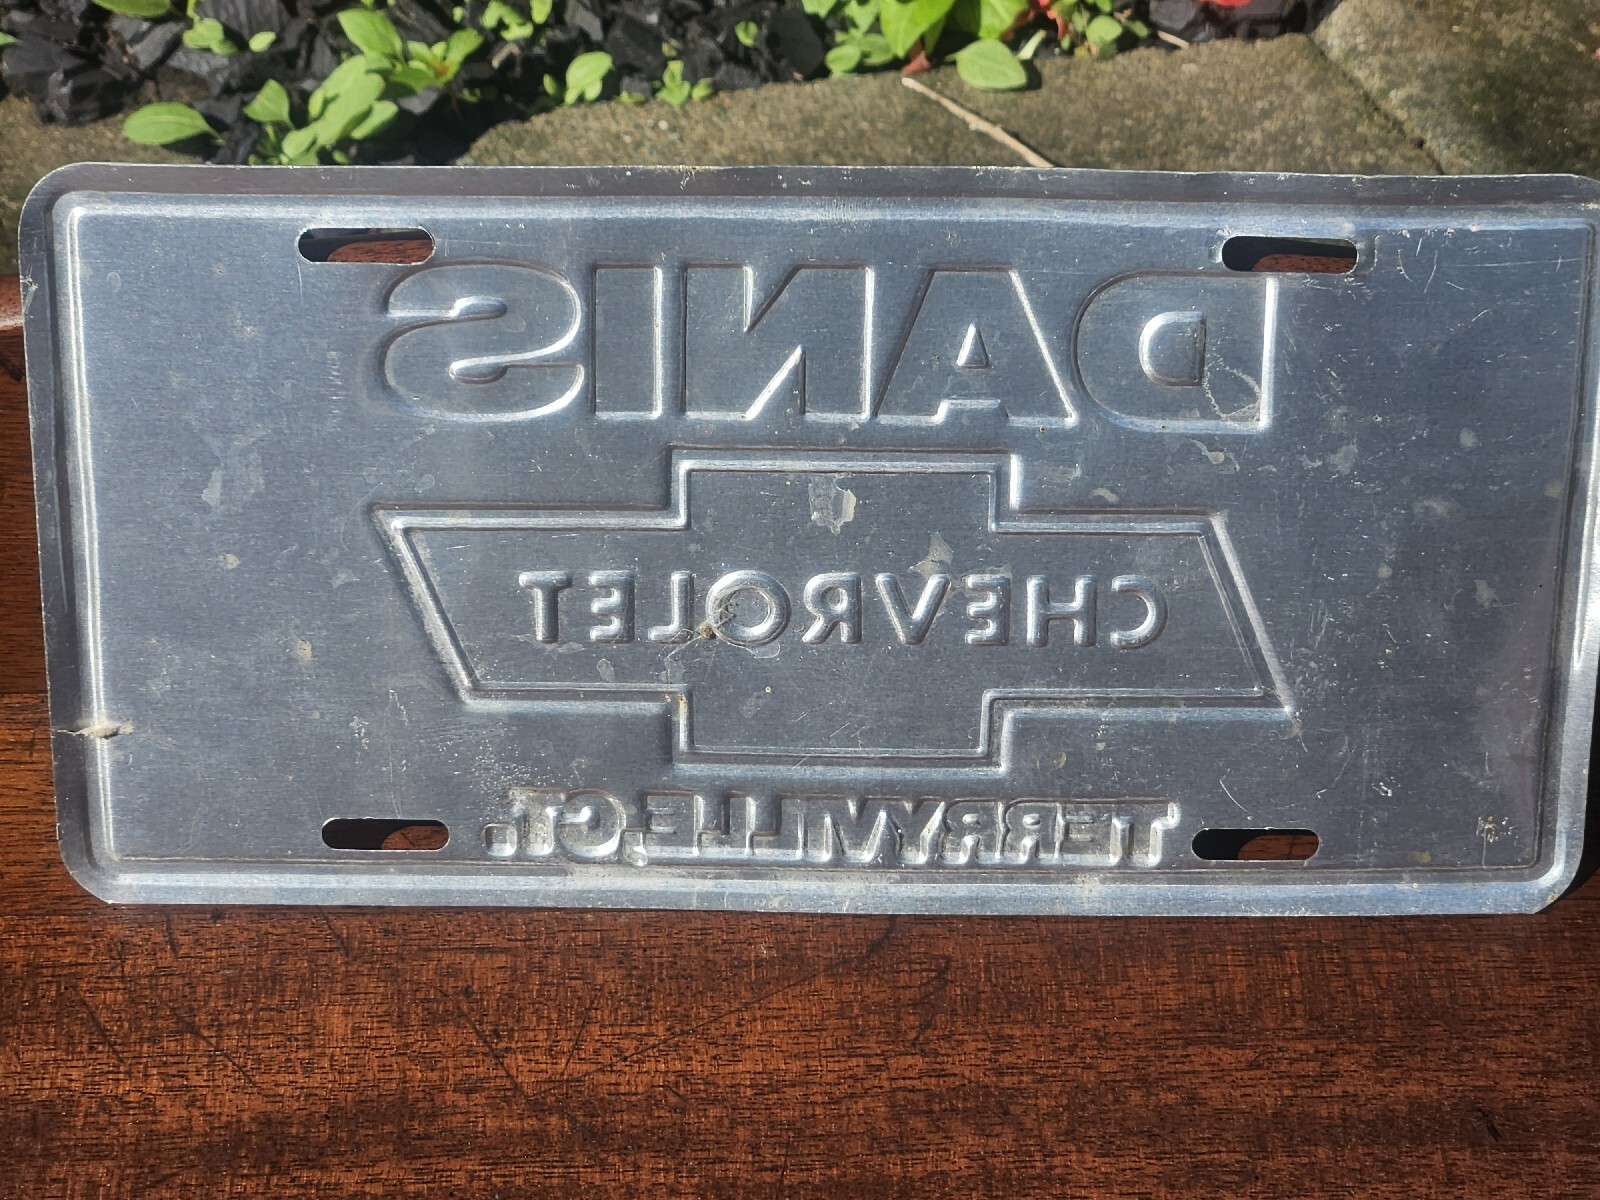 DANIS
CHEVROLET
TERRYVILLE, CT.